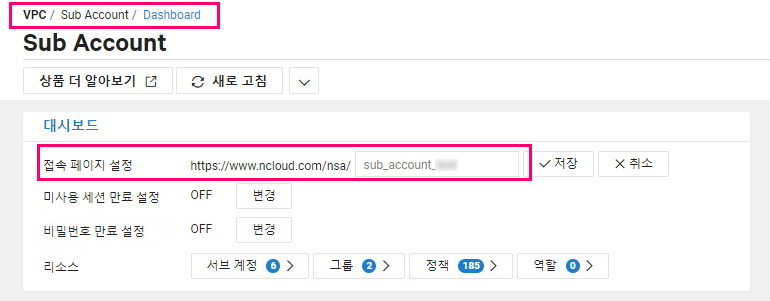 VPC / Sub Account / Dashboard
Sub Account
상품 더 알아보기 새로 고침
대시보드
접속 페이지 설정 https://www.ncloud.com/nsa/ sub_account_ 저장 취소
미사용 세션 만료 설정 OFF 변경
비밀번호 만료 설정 OFF 변경
리소스 서브 계정 6 그룹 2 정책 185 역할 0